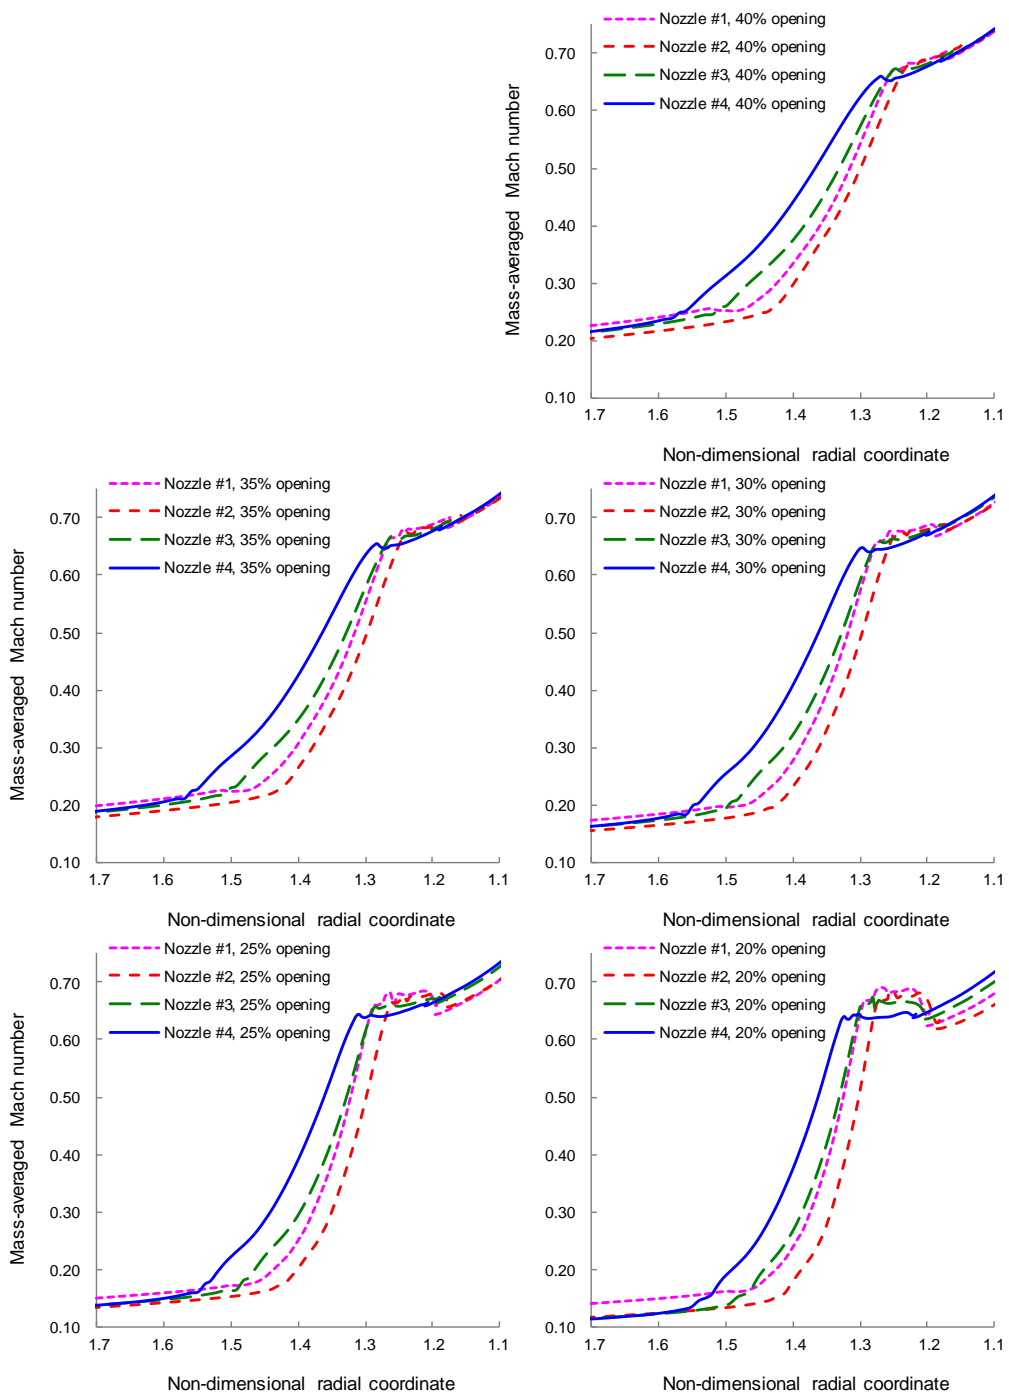 Nozzle #1, 40% opening
Nozzle #2, 40% opening
Nozzle #3, 40% opening
Nozzle #4, 40% opening
Mass-averaged Mach number
0.70
0.60
0.50
0.40
0.30
0.20
0.10
1.7 1.6 1.5 1.4 1.3 1.2 1.1
Non-dimensional radial coordinate
Nozzle #1, 35% opening
Nozzle #2, 35% opening
Nozzle #3, 35% opening
Nozzle #4, 35% opening
Mass-averaged Mach number
0.70
0.60
0.50
0.40
0.30
0.20
0.10
1.7 1.6 1.5 1.4 1.3 1.2 1.1
Non-dimensional radial coordinate
Nozzle #1, 30% opening
Nozzle #2, 30% opening
Nozzle #3, 30% opening
Nozzle #4, 30% opening
0.70
0.60
0.50
0.40
0.30
0.20
0.10
1.7 1.6 1.5 1.4 1.3 1.2 1.1
Non-dimensional radial coordinate
Nozzle #1, 25% opening
Nozzle #2, 25% opening
Nozzle #3, 25% opening
Nozzle #4, 25% opening
Mass-averaged Mach number
0.70
0.60
0.50
0.40
0.30
0.20
0.10
1.7 1.6 1.5 1.4 1.3 1.2 1.1
Non-dimensional radial coordinate
Nozzle #1, 20% opening
Nozzle #2, 20% opening
Nozzle #3, 20% opening
Nozzle #4, 20% opening
0.70
0.60
0.50
0.40
0.30
0.20
0.10
1.7 1.6 1.5 1.4 1.3 1.2 1.1
Non-dimensional radial coordinate